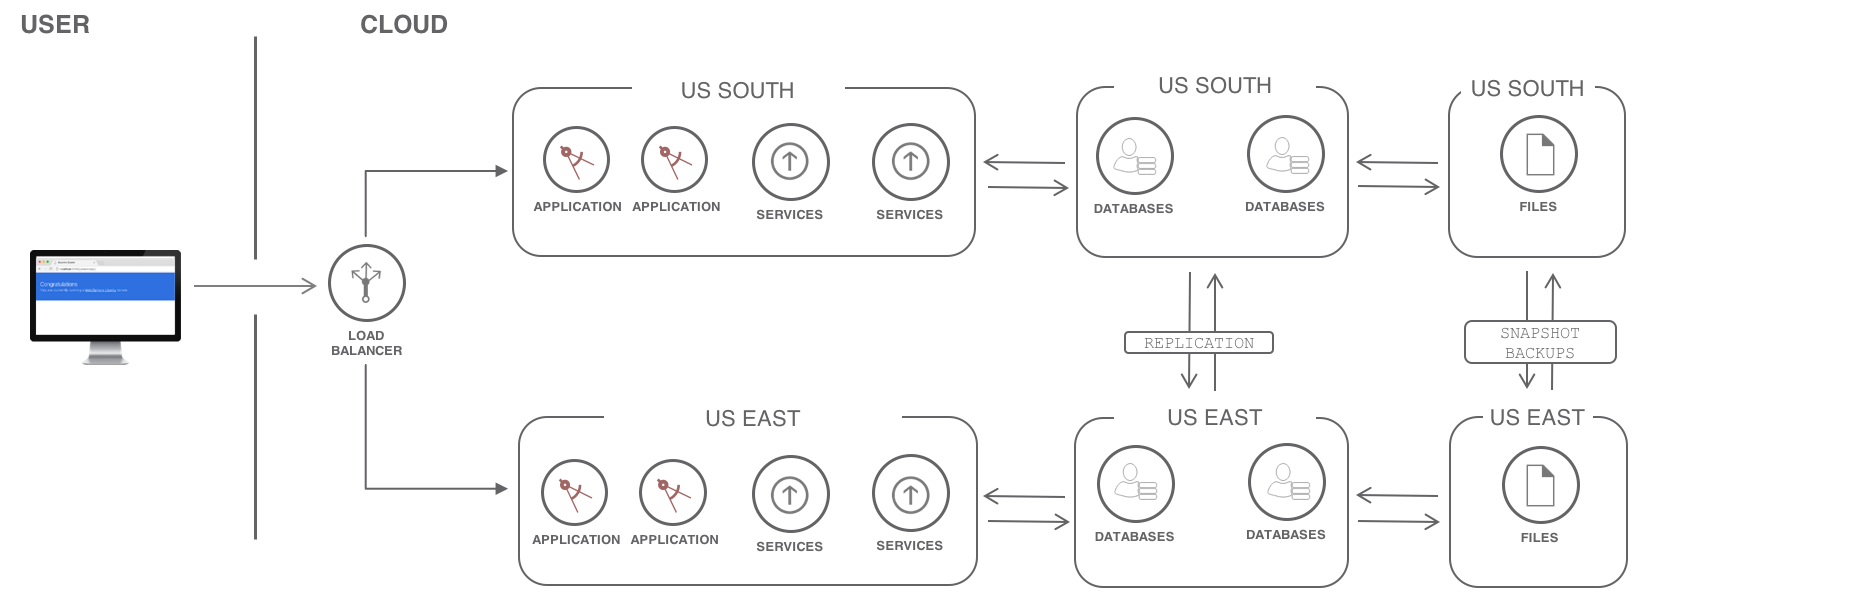 USER
CLOUD
US SOUTH
APPLICATION
APPLICATION
SERVICES
SERVICES
US SOUTH
DATABASES
DATABASES
US SOUTH
FILES
Congratulations
LOAD
BALANCER
REPLICATION
SNAPSHOT
BACKUPS
US EAST
APPLICATION
APPLICATION
SERVICES
SERVICES
US EAST
DATABASES
DATABASES
US EAST
FILES